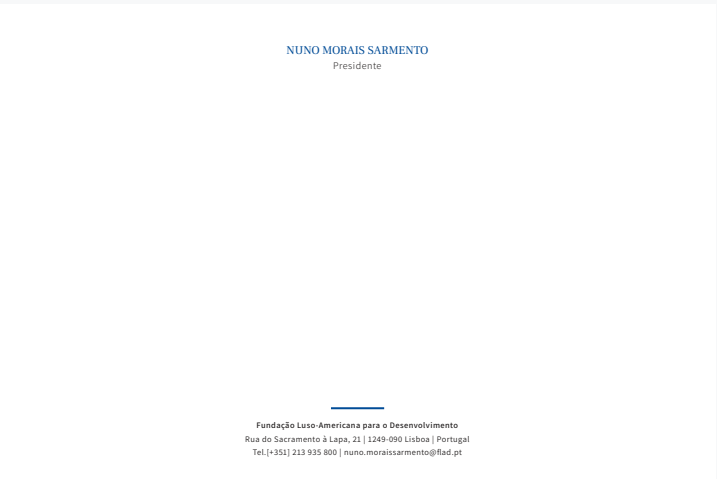 NUNO MORAIS SARMENTO
Presidente
Fundação Luso-Americana para o Desenvolvimento
Rua do Sacramento à Lapa, 21 | 1249-090 Lisboa | Portugal
Tel.[+351] 213 935 800 | nuno.moraissarmento@flad.pt